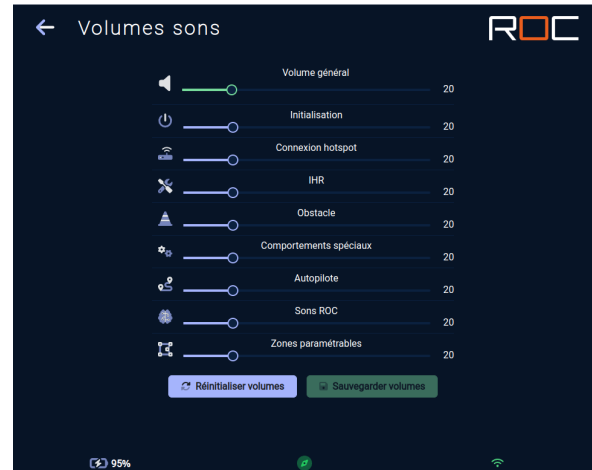 Volumes sons
ROC
Volume général
20
Initialisation
20
Connexion hotspot
20
IHR
20
Obstacle
20
Comportements spéciaux
20
Autopilote
20
Sons ROC
20
Zones paramétrables
20
Réinitialiser volumes
Sauvegarder volumes
95%